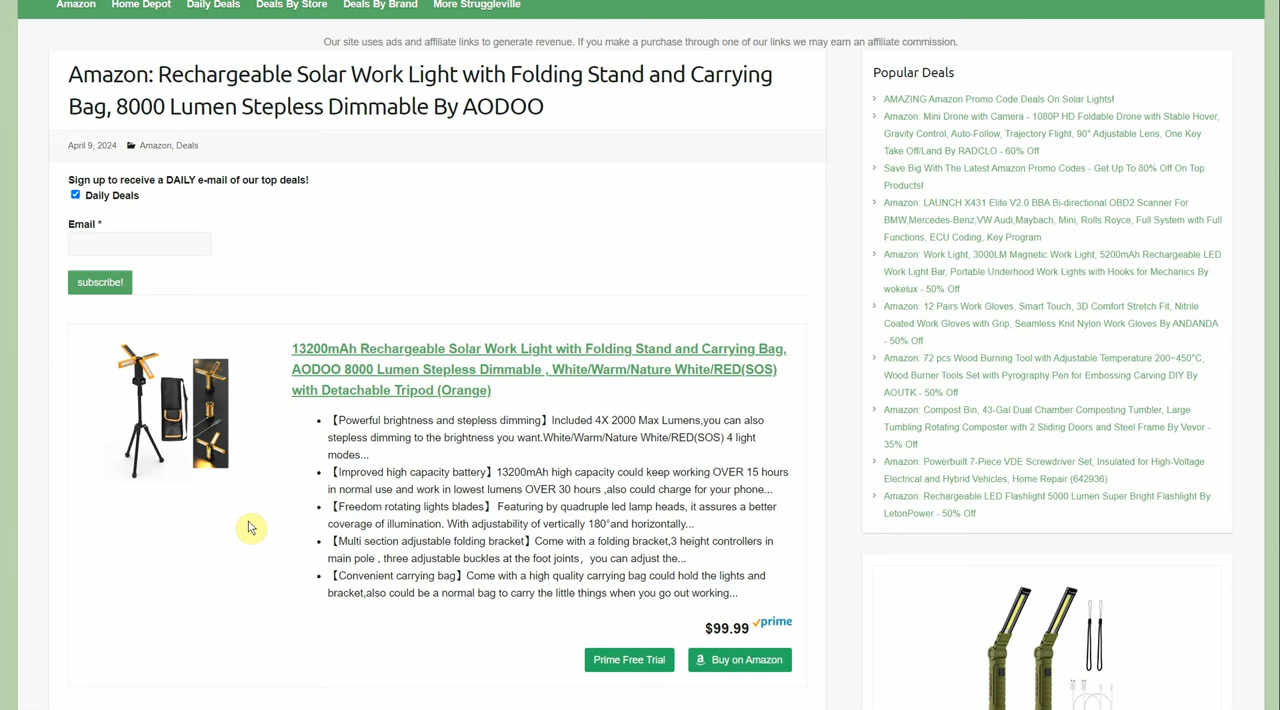 Amazon Home Depot Daily Deals Deals By Store Deals By Brand More Struggleville
Our site uses ads and affiliate links to generate revenue. If you make a purchase through one of our links we may earn an affiliate commission.
Amazon: Rechargeable Solar Work Light with Folding Stand and Carrying
Bag, 8000 Lumen Stepless Dimmable By AODOO
April 9, 2024 Amazon, Deals
Sign up to receive a DAILY e-mail of our top deals!
Daily Deals
Email *
subscribe!
13200mAh Rechargeable Solar Work Light with Folding Stand and Carrying Bag,
AODOO 8000 Lumen Stepless Dimmable , White/Warm/Nature White/RED(SOS)
with Detachable Tripod (Orange)
• 【Powerful brightness and stepless dimming】Included 4X 2000 Max Lumens,you can also
stepless dimming to the brightness you want.White/Warm/Nature White/RED(SOS) 4 light
modes...
• 【Improved high capacity battery】13200mAh high capacity could keep working OVER 15 hours
in normal use and work in lowest lumens OVER 30 hours ,also could charge for your phone...
• 【Freedom rotating lights blades】 Featuring by quadruple led lamp heads, it assures a better
coverage of illumination. With adjustability of vertically 180°and horizontally...
• 【Multi section adjustable folding bracket】Come with a folding bracket,3 height controllers in
main pole , three adjustable buckles at the foot joints，you can adjust the...
• 【Convenient carrying bag】Come with a high quality carrying bag could hold the lights and
bracket,also could be a normal bag to carry the little things when you go out working...
$99.99 prime
Prime Free Trial Buy on Amazon
Popular Deals
AMAZING Amazon Promo Code Deals On Solar Lights!
Amazon: Mini Drone with Camera - 1080P HD Foldable Drone with Stable Hover,
Gravity Control, Auto-Follow, Trajectory Flight, 90° Adjustable Lens, One Key
Take Off/Land By RADCLO - 60% Off
Save Big With The Latest Amazon Promo Codes - Get Up To 80% Off On Top
Products!
Amazon: LAUNCH X431 Elite V2.0 BBA Bi-directional OBD2 Scanner For
BMW,Mercedes-Benz,VW Audi,Maybach, Mini, Rolls Royce, Full System with Full
Functions, ECU Coding, Key Program
Amazon: Work Light, 3000LM Magnetic Work Light, 5200mAh Rechargeable LED
Work Light Bar, Portable Underhood Work Lights with Hooks for Mechanics By
wokelux - 50% Off
Amazon: 12 Pairs Work Gloves, Smart Touch, 3D Comfort Stretch Fit, Nitrile
Coated Work Gloves with Grip, Seamless Knit Nylon Work Gloves By ANDANDA
- 50% Off
Amazon: 72 pcs Wood Burning Tool with Adjustable Temperature 200~450°C,
Wood Burner Tools Set with Pyrography Pen for Embossing Carving DIY By
AOUTK - 50% Off
Amazon: Compost Bin, 43-Gal Dual Chamber Composting Tumbler, Large
Tumbling Rotating Composter with 2 Sliding Doors and Steel Frame By Vevor -
35% Off
Amazon: Powerbuilt 7-Piece VDE Screwdriver Set, Insulated for High-Voltage
Electrical and Hybrid Vehicles, Home Repair (642936)
Amazon: Rechargeable LED Flashlight 5000 Lumen Super Bright Flashlight By
LetonPower - 50% Off